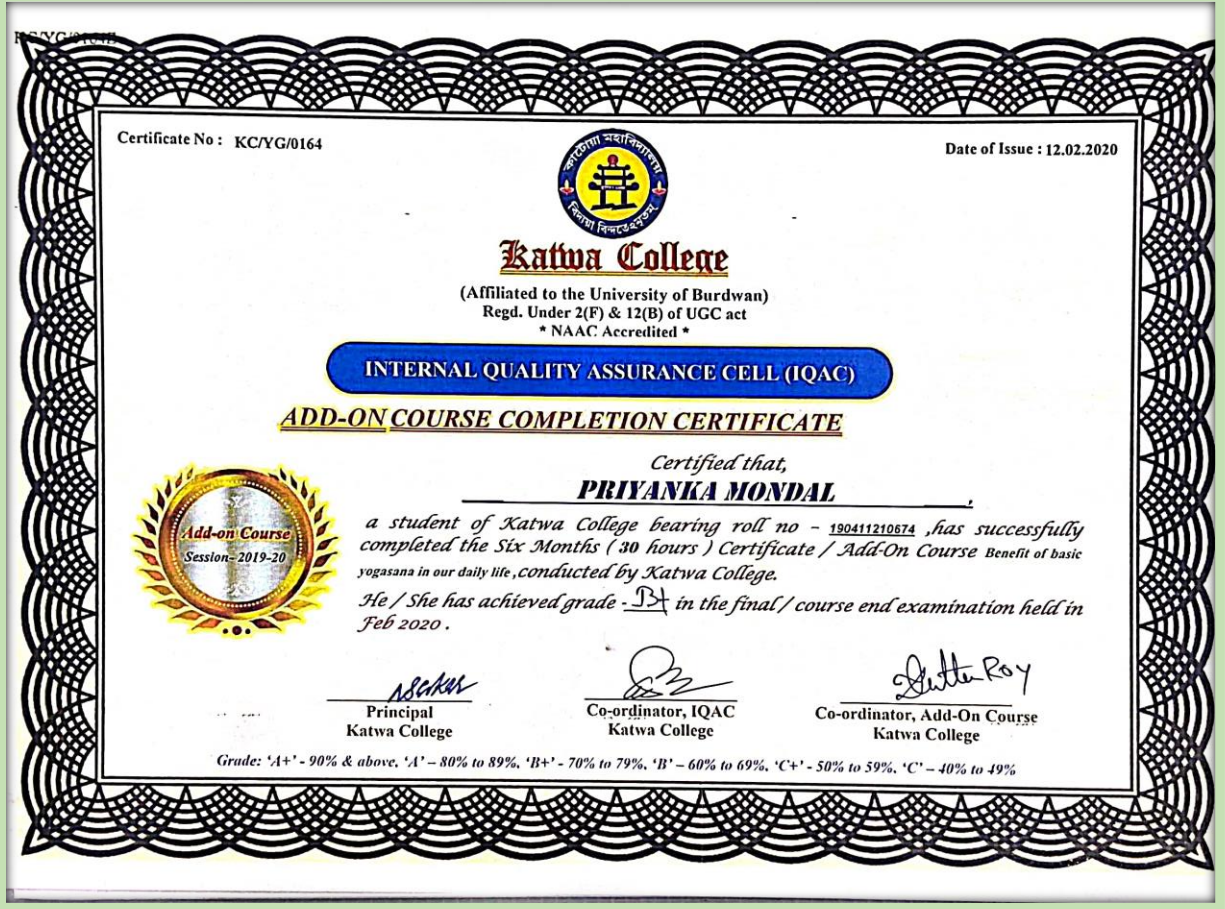 Certificate No : KC/YG/0164
Date of Issue : 12.02.2020
কাটোয়া মহাবিদ্যালয়
Katwa College
(Affiliated to the University of Burdwan)
Regd. Under 2(F) & 12(B) of UGC act
* NAAC Accredited *
INTERNAL QUALITY ASSURANCE CELL (IQAC)
ADD-ON COURSE COMPLETION CERTIFICATE
Certified that,
PRIYANKA MONDAL,
Add-on Course
Session- 2019-20
a student of Katwa College bearing roll no – 190411210674 ,has successfully
completed the Six Months ( 30 hours ) Certificate / Add-On Course Benefit of basic
yogasana in our daily life,conducted by Katwa College.
He / She has achieved grade - B+ in the final / course end examination held in
Feb 2020 .
Principal
Katwa College
Co-ordinator, IQAC
Katwa College
Roy
Co-ordinator, Add-On Course
Katwa College
Grade: 'A+' - 90% & above, 'A' – 80% to 89%, 'B+' - 70% to 79%, 'B' – 60% to 69%, 'C+' - 50% to 59%, 'C' – 40% to 49%